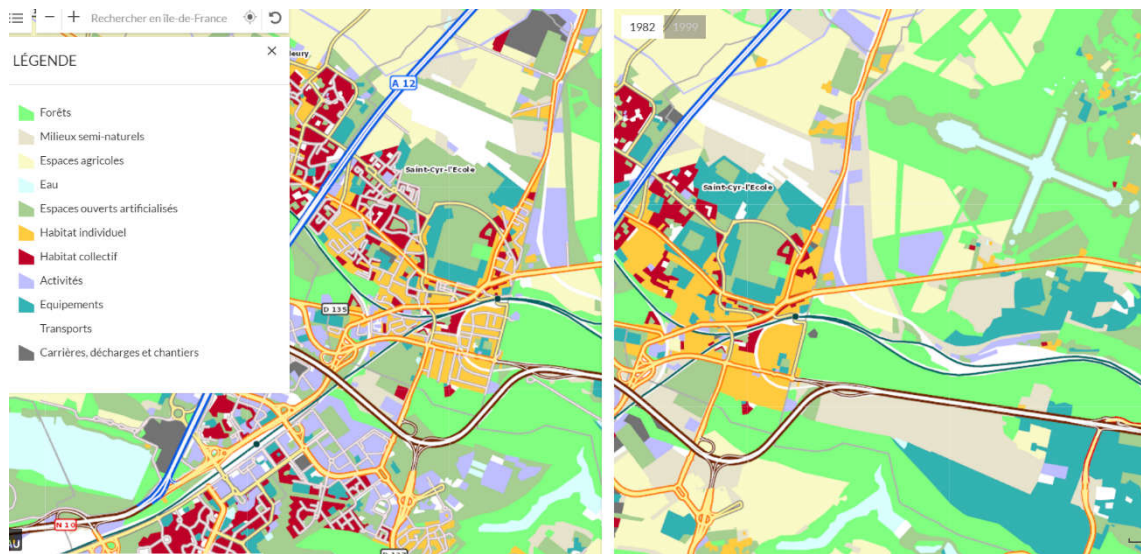 Rechercher en île-de-France
LÉGENDE
Forêts
Milieux semi-naturels
Espaces agricoles
Eau
Espaces ouverts artificialisés
Habitat individuel
Habitat collectif
Activités
Equipements
Transports
Carrières, décharges et chantiers
A 12
Saint-Cyr-l'Ecole
D 135
N 10
1982 1999
Saint-Cyr-l'Ecole